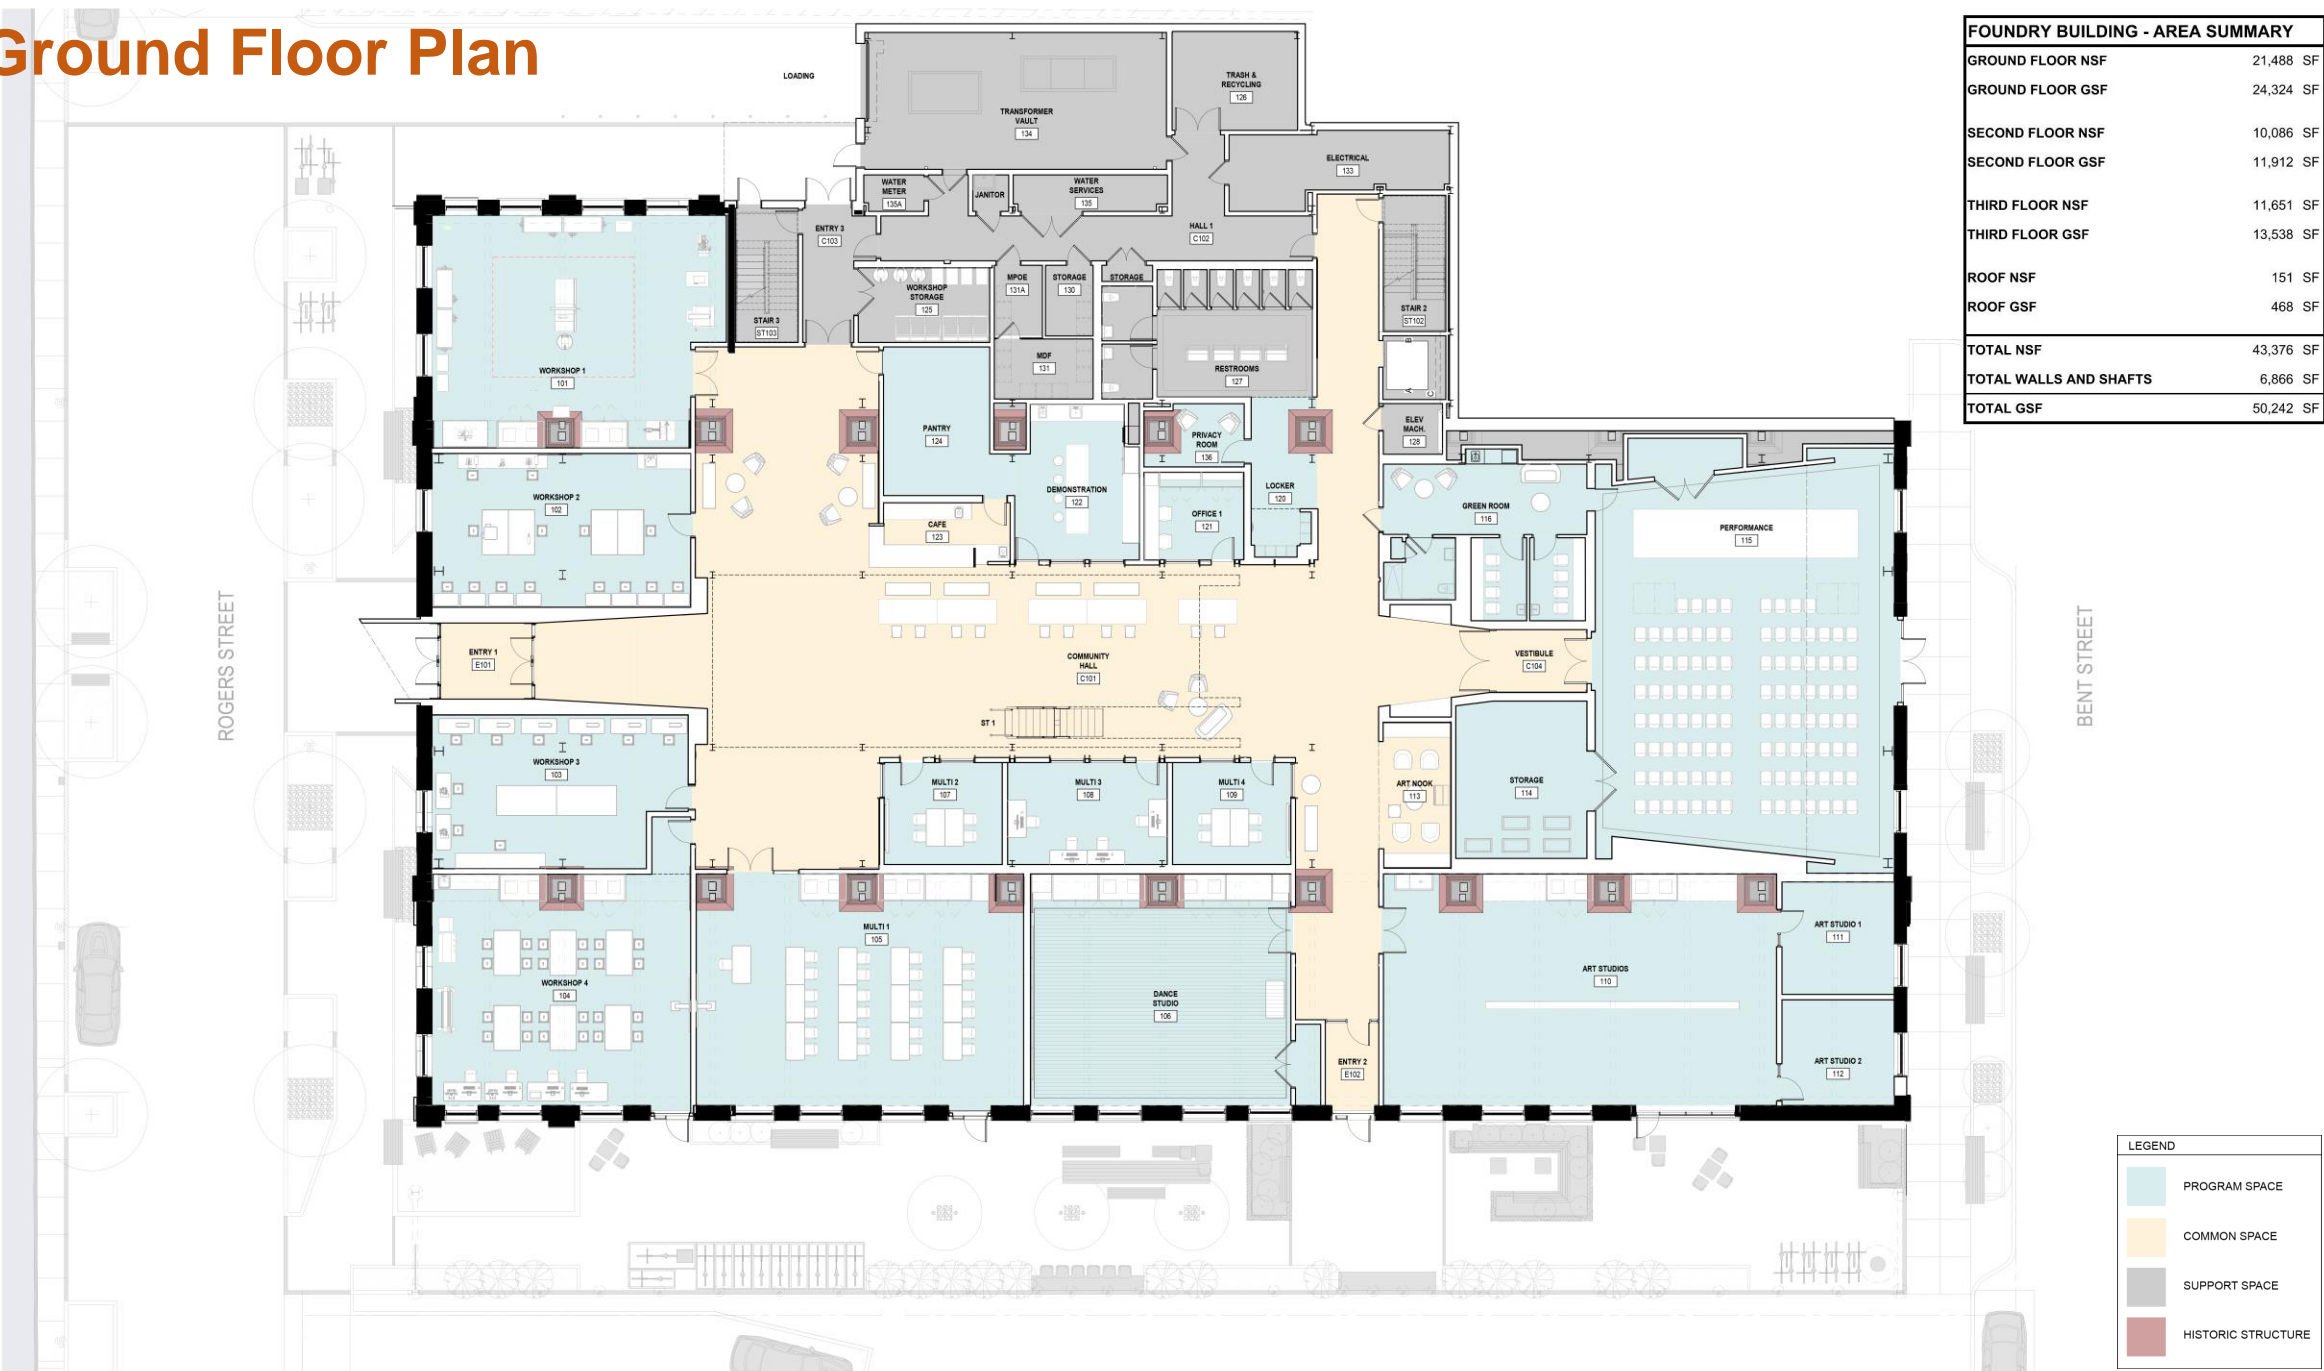 Ground Floor Plan
FOUNDRY BUILDING - AREA SUMMARY
GROUND FLOOR NSF 21,488 SF
GROUND FLOOR GSF 24,324 SF
SECOND FLOOR NSF 10,086 SF
SECOND FLOOR GSF 11,912 SF
THIRD FLOOR NSF 11,651 SF
THIRD FLOOR GSF 13,538 SF
ROOF NSF 151 SF
ROOF GSF 468 SF
TOTAL NSF 43,376 SF
TOTAL WALLS AND SHAFTS 6,866 SF
TOTAL GSF 50,242 SF
LOADING
TRANSFORMER
VAULT
134
TRASH &
RECYCLING
126
ELECTRICAL
133
WATER
METER
135A
JANITOR
WATER
SERVICES
135
ENTRY 3
C103
HALL 1
C102
STAIR 3
ST103
WORKSHOP
STORAGE
125
MPOE
131A
STORAGE
130
STORAGE
MDF
131
RESTROOMS
127
STAIR 2
ST102
A
B
C
ELEV
MACH.
128
WORKSHOP 1
101
PANTRY
124
PRIVACY
ROOM
136
WORKSHOP 2
102
CAFE
123
DEMONSTRATION
122
OFFICE 1
121
LOCKER
120
GREEN ROOM
116
PERFORMANCE
115
ROGERS STREET
ENTRY 1
E101
COMMUNITY
HALL
C101
VESTIBULE
C104
BENT STREET
ST 1
WORKSHOP 3
103
MULTI 2
107
MULTI 3
108
MULTI 4
109
ART NOOK
113
STORAGE
114
WORKSHOP 4
104
MULTI 1
105
DANCE
STUDIO
106
ENTRY 2
E102
ART STUDIOS
110
ART STUDIO 1
111
ART STUDIO 2
112
LEGEND
PROGRAM SPACE
COMMON SPACE
SUPPORT SPACE
HISTORIC STRUCTURE